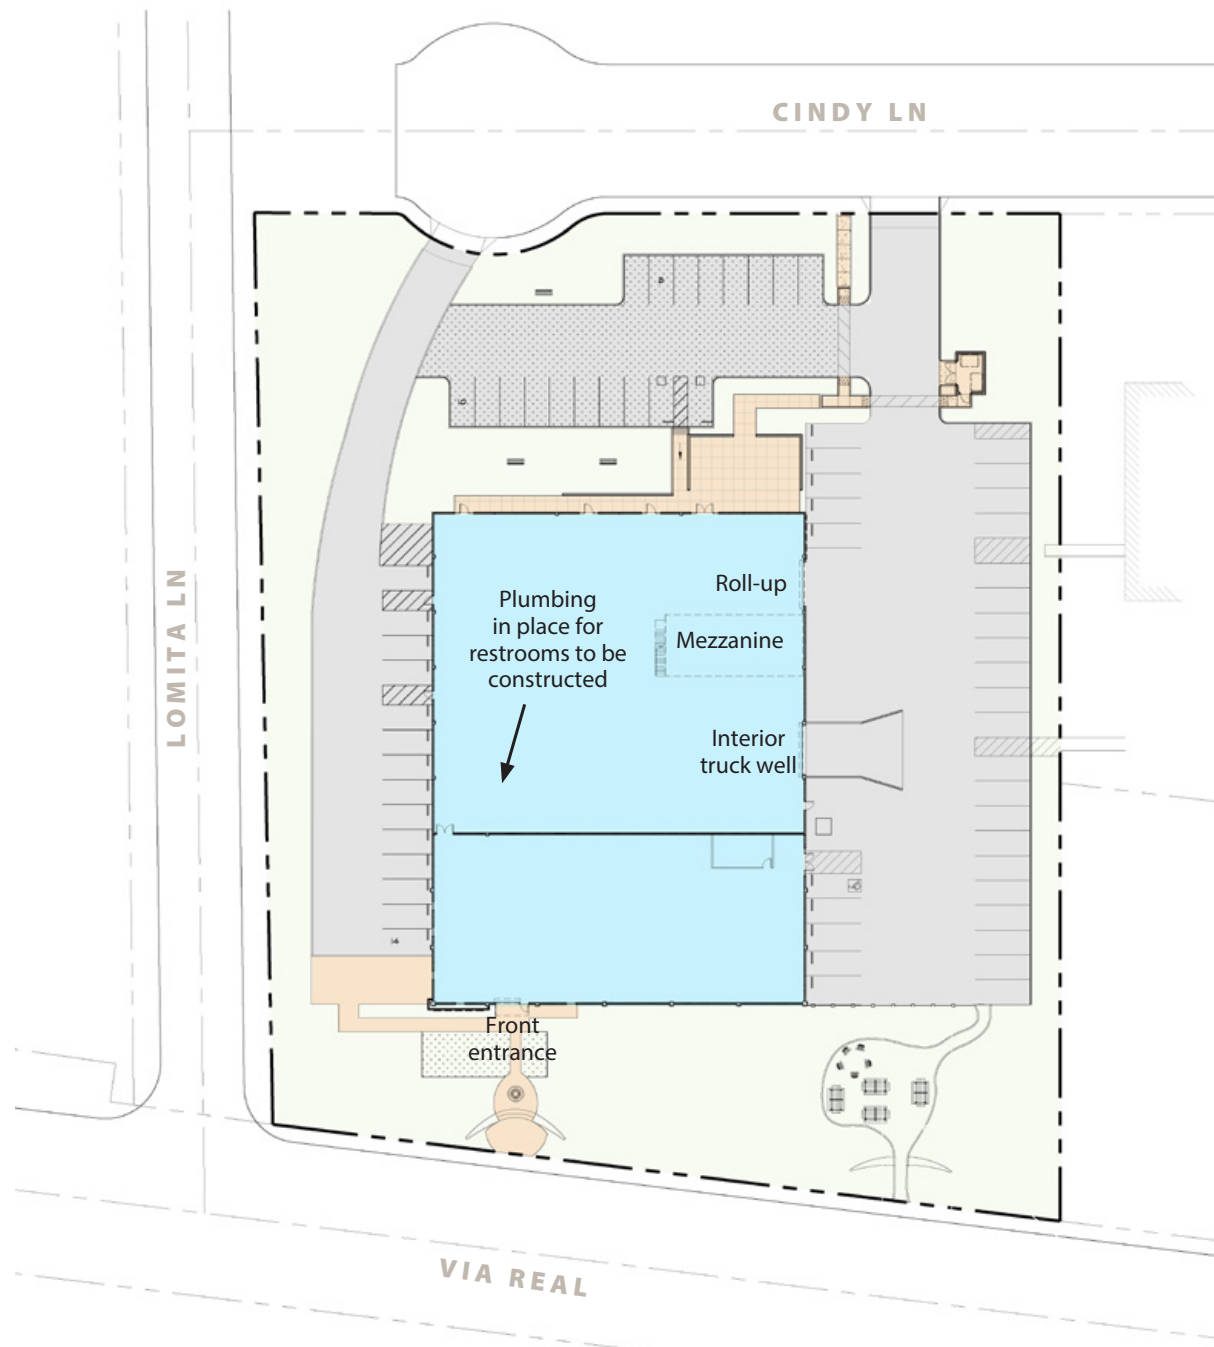 CINDY LN
LOMITA LN
Roll-up
Plumbing
in place for
restrooms to be
constructed
Mezzanine
Interior
truck well
Front
entrance
VIA REAL